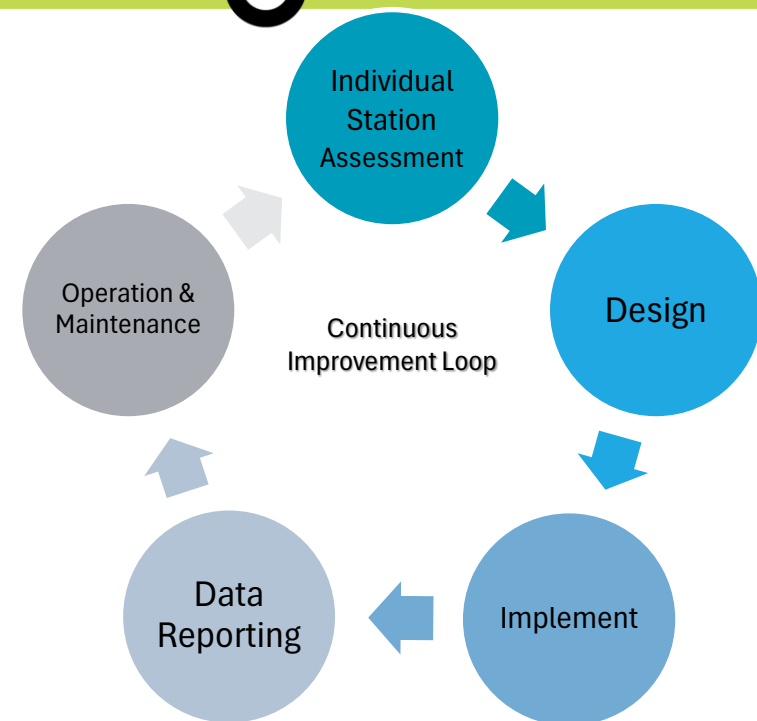 Individual
Station
Assessment
Design
Implement
Data
Reporting
Operation &
Maintenance
Continuous
Improvement Loop